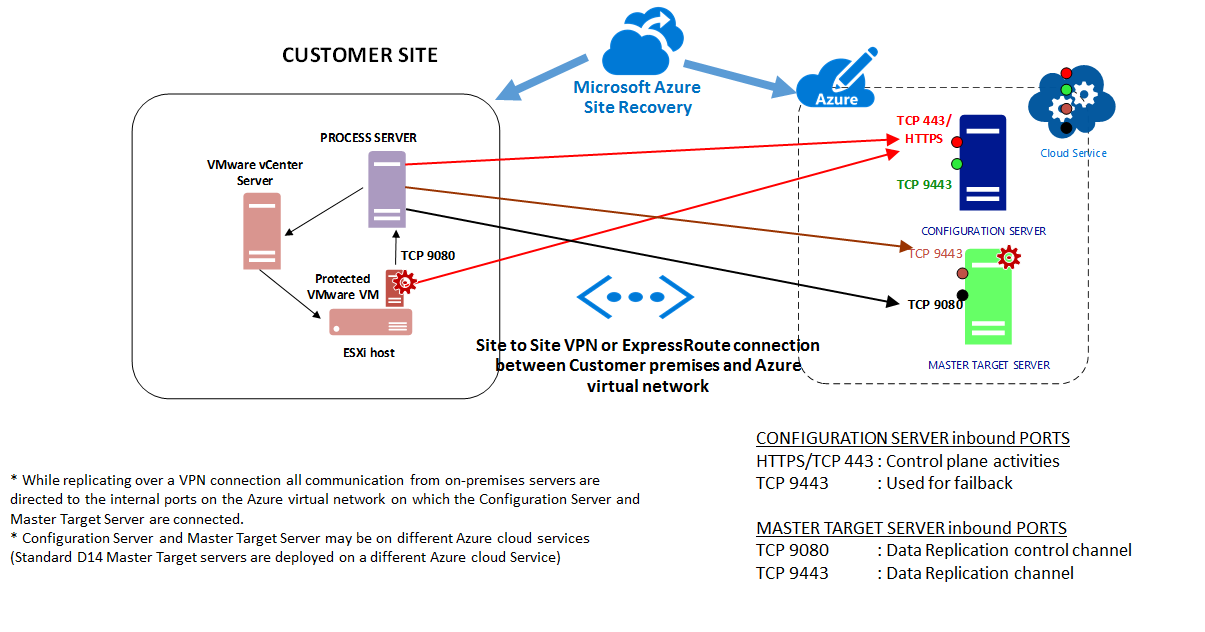 CUSTOMER SITE
Microsoft Azure
Site Recovery
Azure
Cloud Service
PROCESS SERVER
VMware vCenter
Server
TCP 9080
Protected
VMware VM
ESXi host
TCP 443/
HTTPS
TCP 9443
CONFIGURATION SERVER
TCP 9443
TCP 9080
MASTER TARGET SERVER
Site to Site VPN or ExpressRoute connection
between Customer premises and Azure
virtual network
CONFIGURATION SERVER inbound PORTS
HTTPS/TCP 443 : Control plane activities
TCP 9443 : Used for failback
MASTER TARGET SERVER inbound PORTS
TCP 9080 : Data Replication control channel
TCP 9443 : Data Replication channel
* While replicating over a VPN connection all communication from on-premises servers are
directed to the internal ports on the Azure virtual network on which the Configuration Server and
Master Target Server are connected.
* Configuration Server and Master Target Server may be on different Azure cloud services
(Standard D14 Master Target servers are deployed on a different Azure cloud Service)